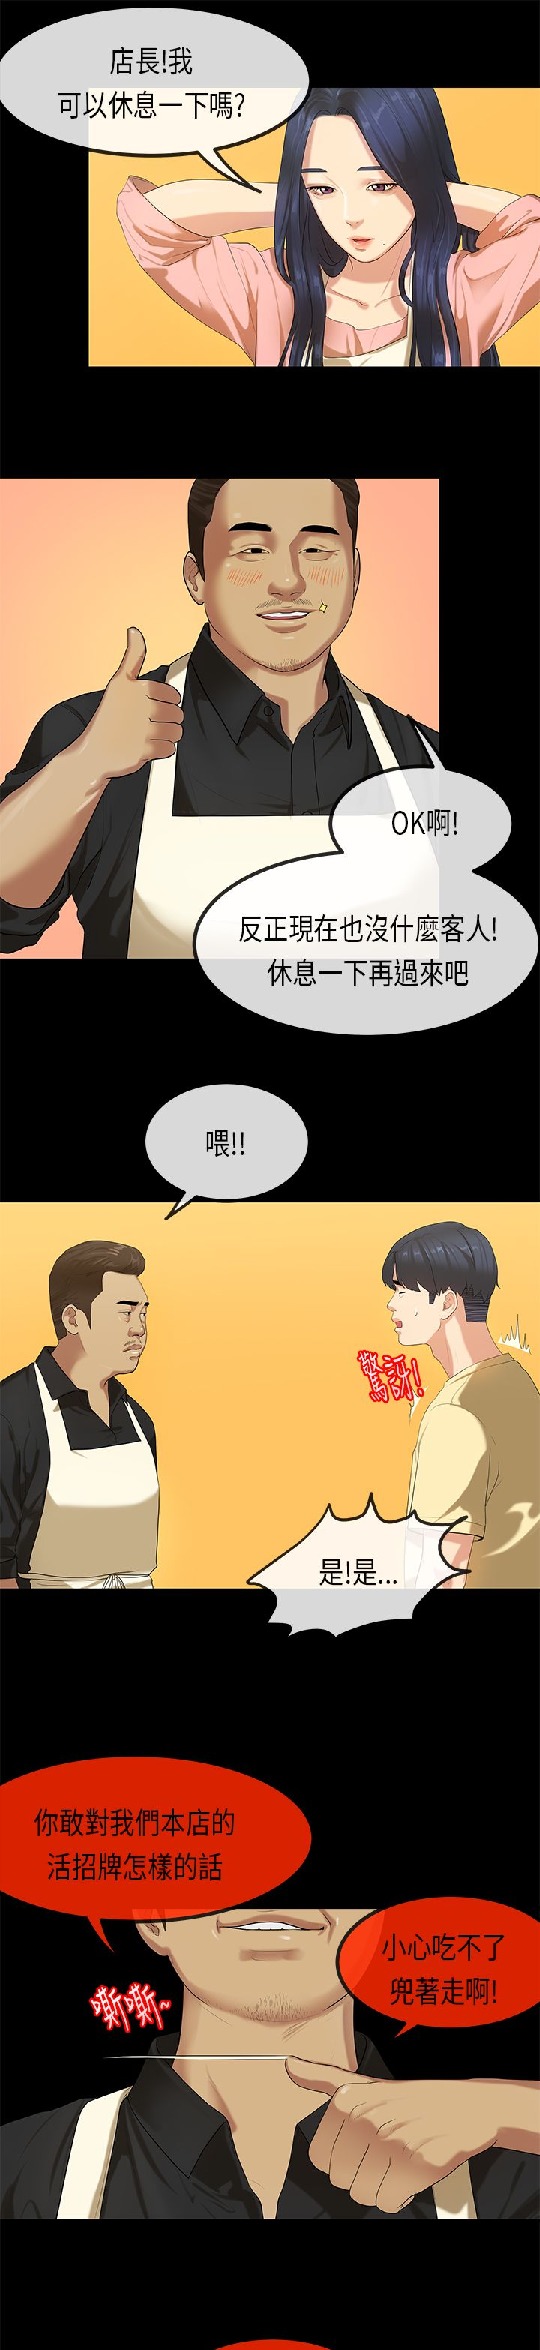 店長!我
可以休息一下嗎?
OK啊!
反正現在也沒什麼客人!
休息一下再過來吧
喂!!
驚訝!
是!是...
你敢對我們本店的
活招牌怎樣的話
小心吃不了
兜著走啊!
嘶嘶~